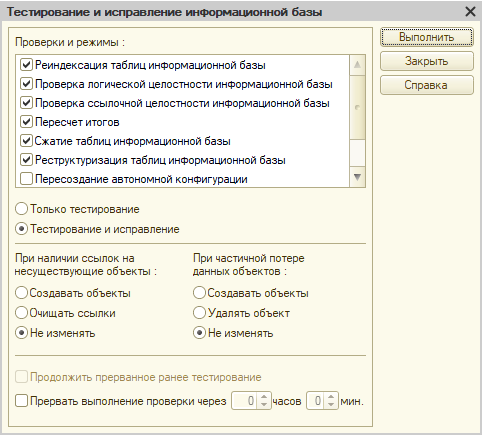 Тестирование и исправление информационной базы
Проверки и режимы :
Реиндексация таблиц информационной базы
Проверка логической целостности информационной базы
Проверка ссылочной целостности информационной базы
Пересчет итогов
Сжатие таблиц информационной базы
Реструктуризация таблиц информационной базы
Пересоздание автономной конфигурации
Только тестирование
Тестирование и исправление
При наличии ссылок на
несуществующие объекты :
Создавать объекты
Очищать ссылки
Не изменять
При частичной потере
данных объектов :
Создавать объекты
Удалять объект
Не изменять
Продолжить прерванное ранее тестирование
Прервать выполнение проверки через 0 часов 0 мин.
Выполнить
Закрыть
Справка